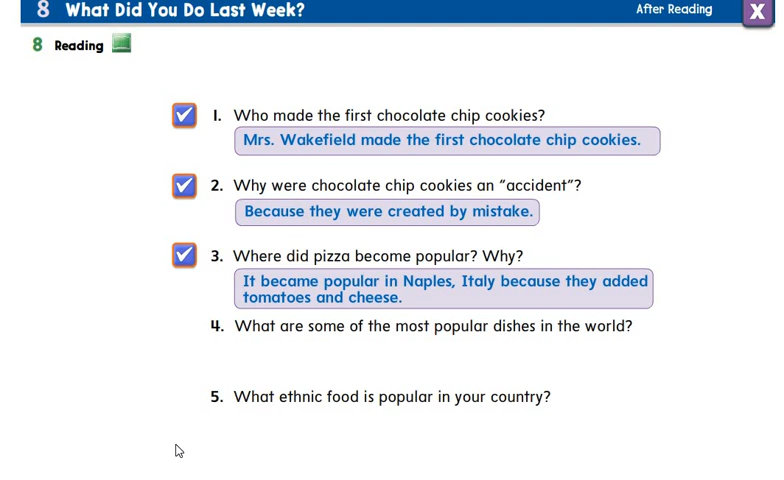 8 What Did You Do Last Week?
After Reading
X
8 Reading
1. Who made the first chocolate chip cookies?
Mrs. Wakefield made the first chocolate chip cookies.
2. Why were chocolate chip cookies an “accident”?
Because they were created by mistake.
3. Where did pizza become popular? Why?
It became popular in Naples, Italy because they added
tomatoes and cheese.
4. What are some of the most popular dishes in the world?
5. What ethnic food is popular in your country?